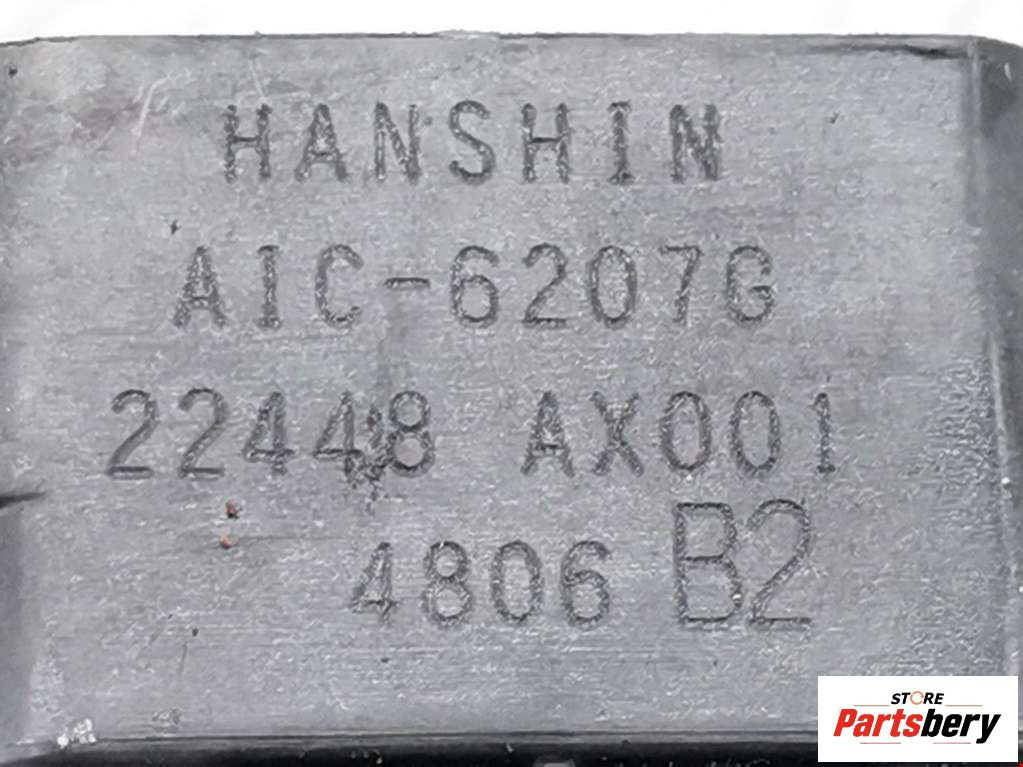 HANSHIN
AIC-6207G
22448 AX001
4806 B2
STORE
Partsbery